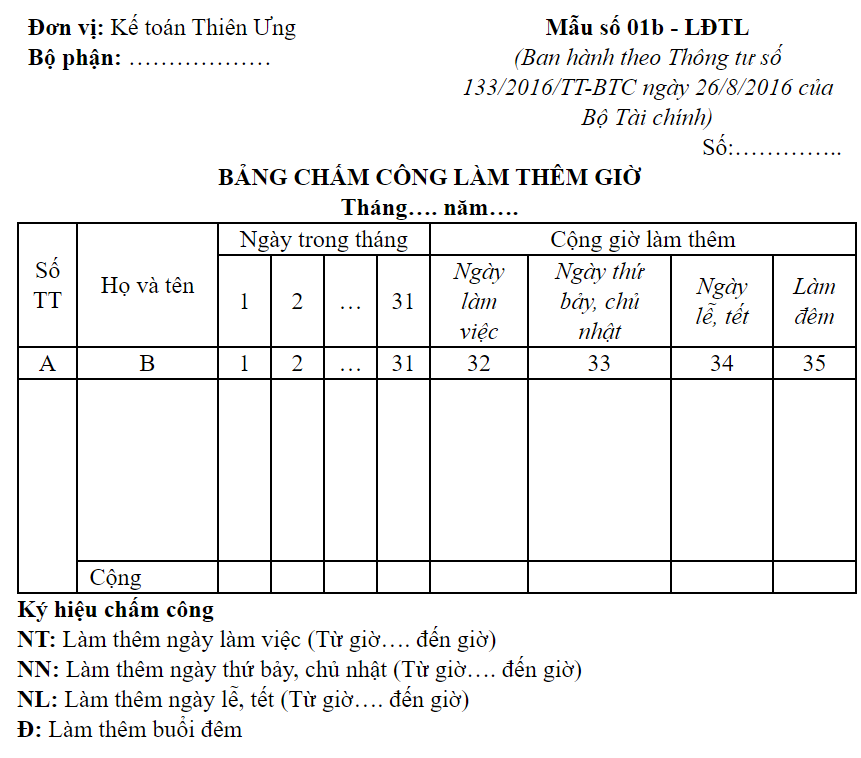 Đơn vị: Kế toán Thiên Ưng
Bộ phận: ………………
Mẫu số 01b - LĐTL
(Ban hành theo Thông tư số
133/2016/TT-BTC ngày 26/8/2016 của
Bộ Tài chính)
Số:…………..
BẢNG CHẤM CÔNG LÀM THÊM GIỜ
Tháng…. năm….
Số TT Họ và tên Ngày trong tháng Cộng giờ làm thêm
1 2 … 31 Ngày làm việc Ngày thứ bảy, chủ nhật Ngày lễ, tết Làm đêm
A B 1 2 … 31 32 33 34 35
Cộng
Ký hiệu chấm công
NT: Làm thêm ngày làm việc (Từ giờ…. đến giờ)
NN: Làm thêm ngày thứ bảy, chủ nhật (Từ giờ…. đến giờ)
NL: Làm thêm ngày lễ, tết (Từ giờ…. đến giờ)
Đ: Làm thêm buổi đêm